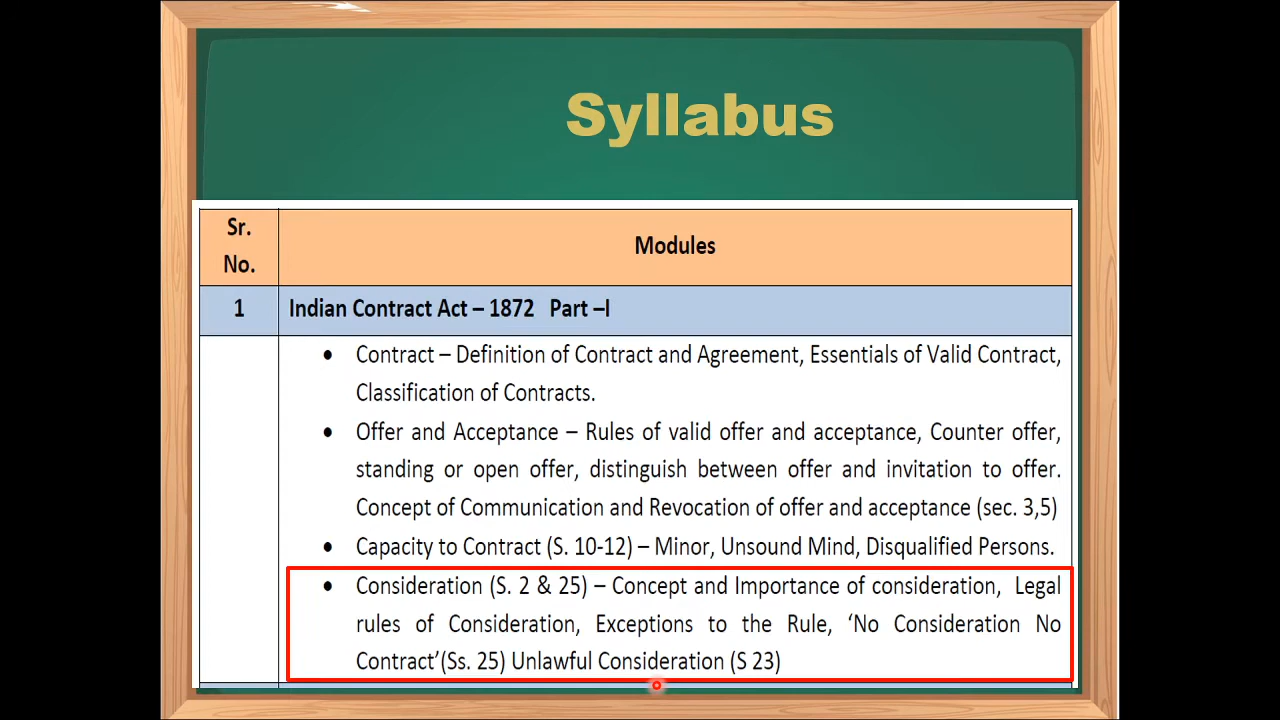 Syllabus
Sr.
No.
Modules
1
Indian Contract Act – 1872 Part –I
• Contract – Definition of Contract and Agreement, Essentials of Valid Contract,
Classification of Contracts.
• Offer and Acceptance – Rules of valid offer and acceptance, Counter offer,
standing or open offer, distinguish between offer and invitation to offer.
Concept of Communication and Revocation of offer and acceptance (sec. 3,5)
• Capacity to Contract (S. 10-12) – Minor, Unsound Mind, Disqualified Persons.
• Consideration (S. 2 & 25) – Concept and Importance of consideration, Legal
rules of Consideration, Exceptions to the Rule, ‘No Consideration No
Contract’(Ss. 25) Unlawful Consideration (S 23)